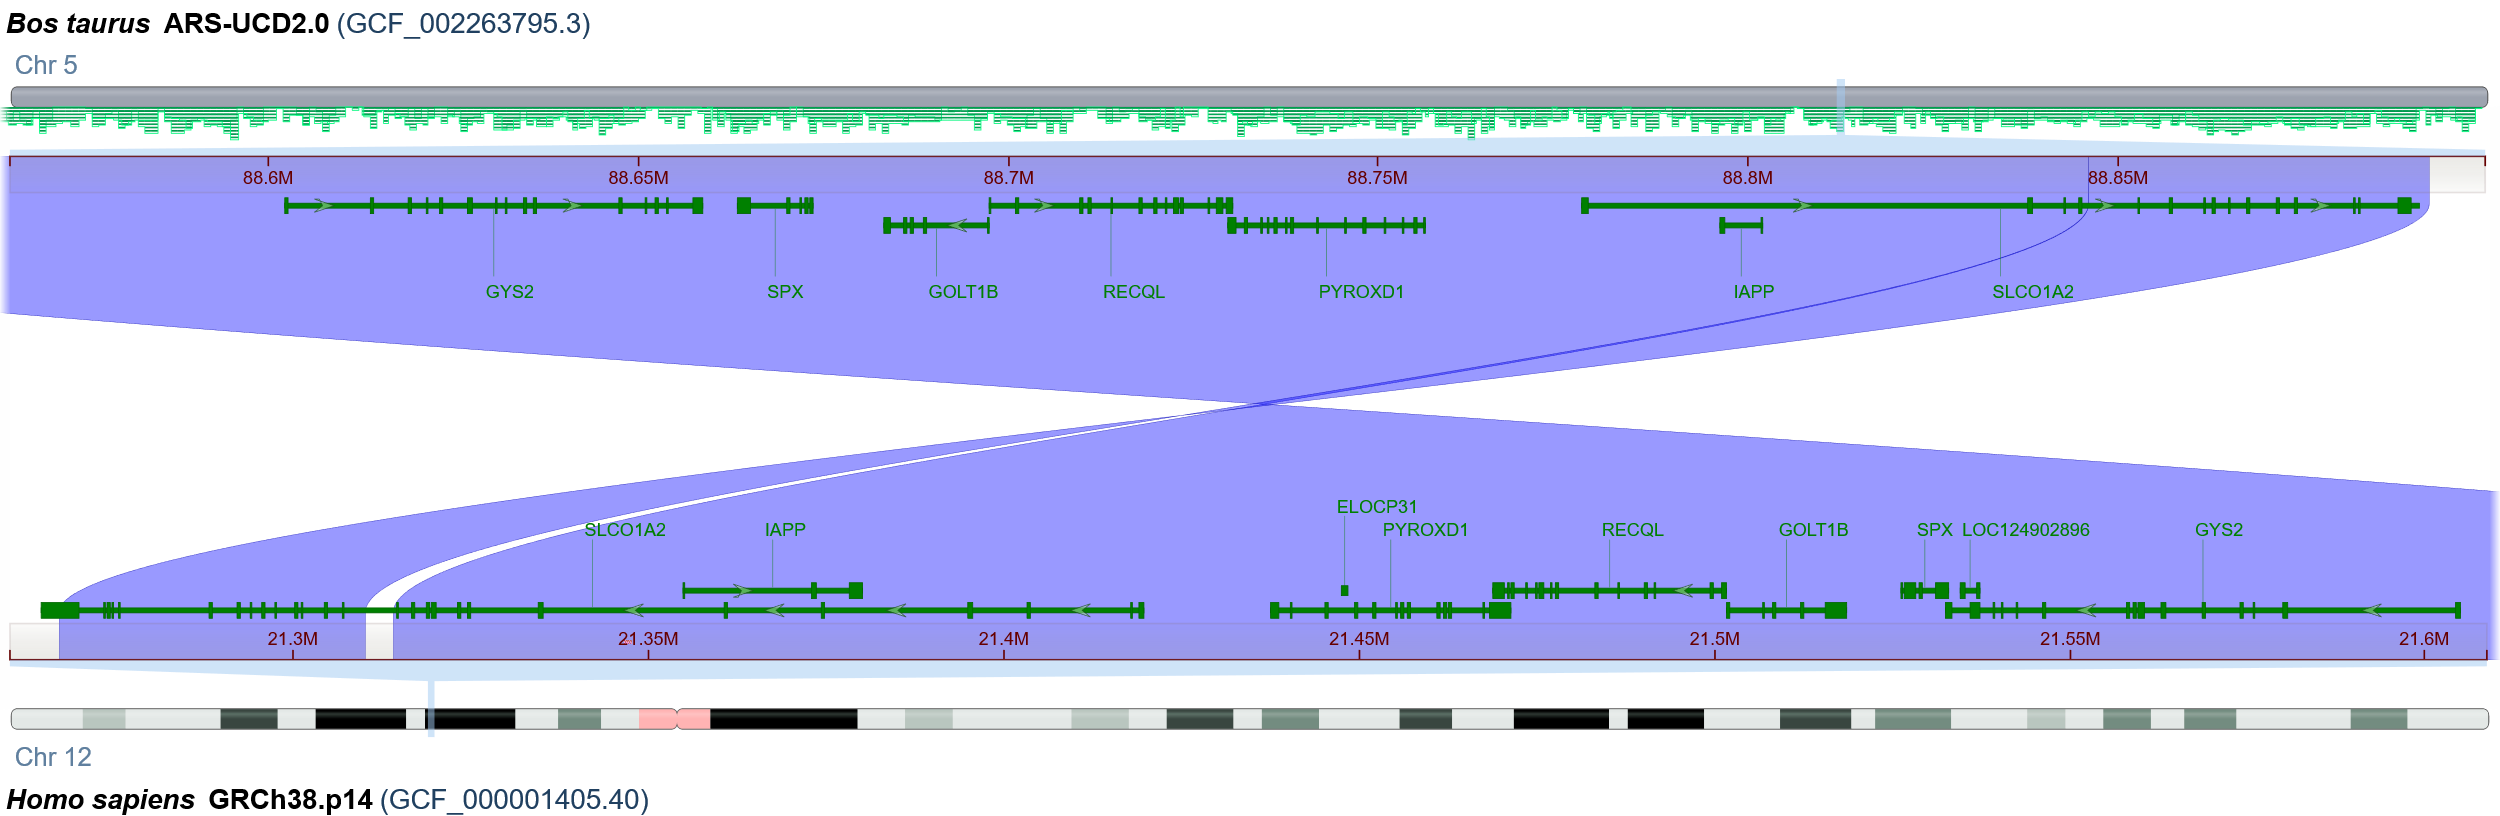 Bos taurus ARS-UCD2.0 (GCF_002263795.3)
Chr 5
88.6M 88.65M 88.7M 88.75M 88.8M 88.85M
GYS2 SPX GOLT1B RECQL PYROXD1 IAPP SLCO1A2
ELOCP31
SLCO1A2 IAPP PYROXD1 RECQL GOLT1B SPX LOC124902896 GYS2
21.3M 21.35M 21.4M 21.45M 21.5M 21.55M 21.6M
Chr 12
Homo sapiens GRCh38.p14 (GCF_000001405.40)